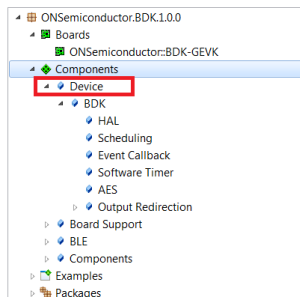 ONSemiconductor.BDK.1.0.0
Boards
ONSemiconductor::BDK-GEVK
Components
Device
BDK
HAL
Scheduling
Event Callback
Software Timer
AES
Output Redirection
Board Support
BLE
Components
Examples
Packages